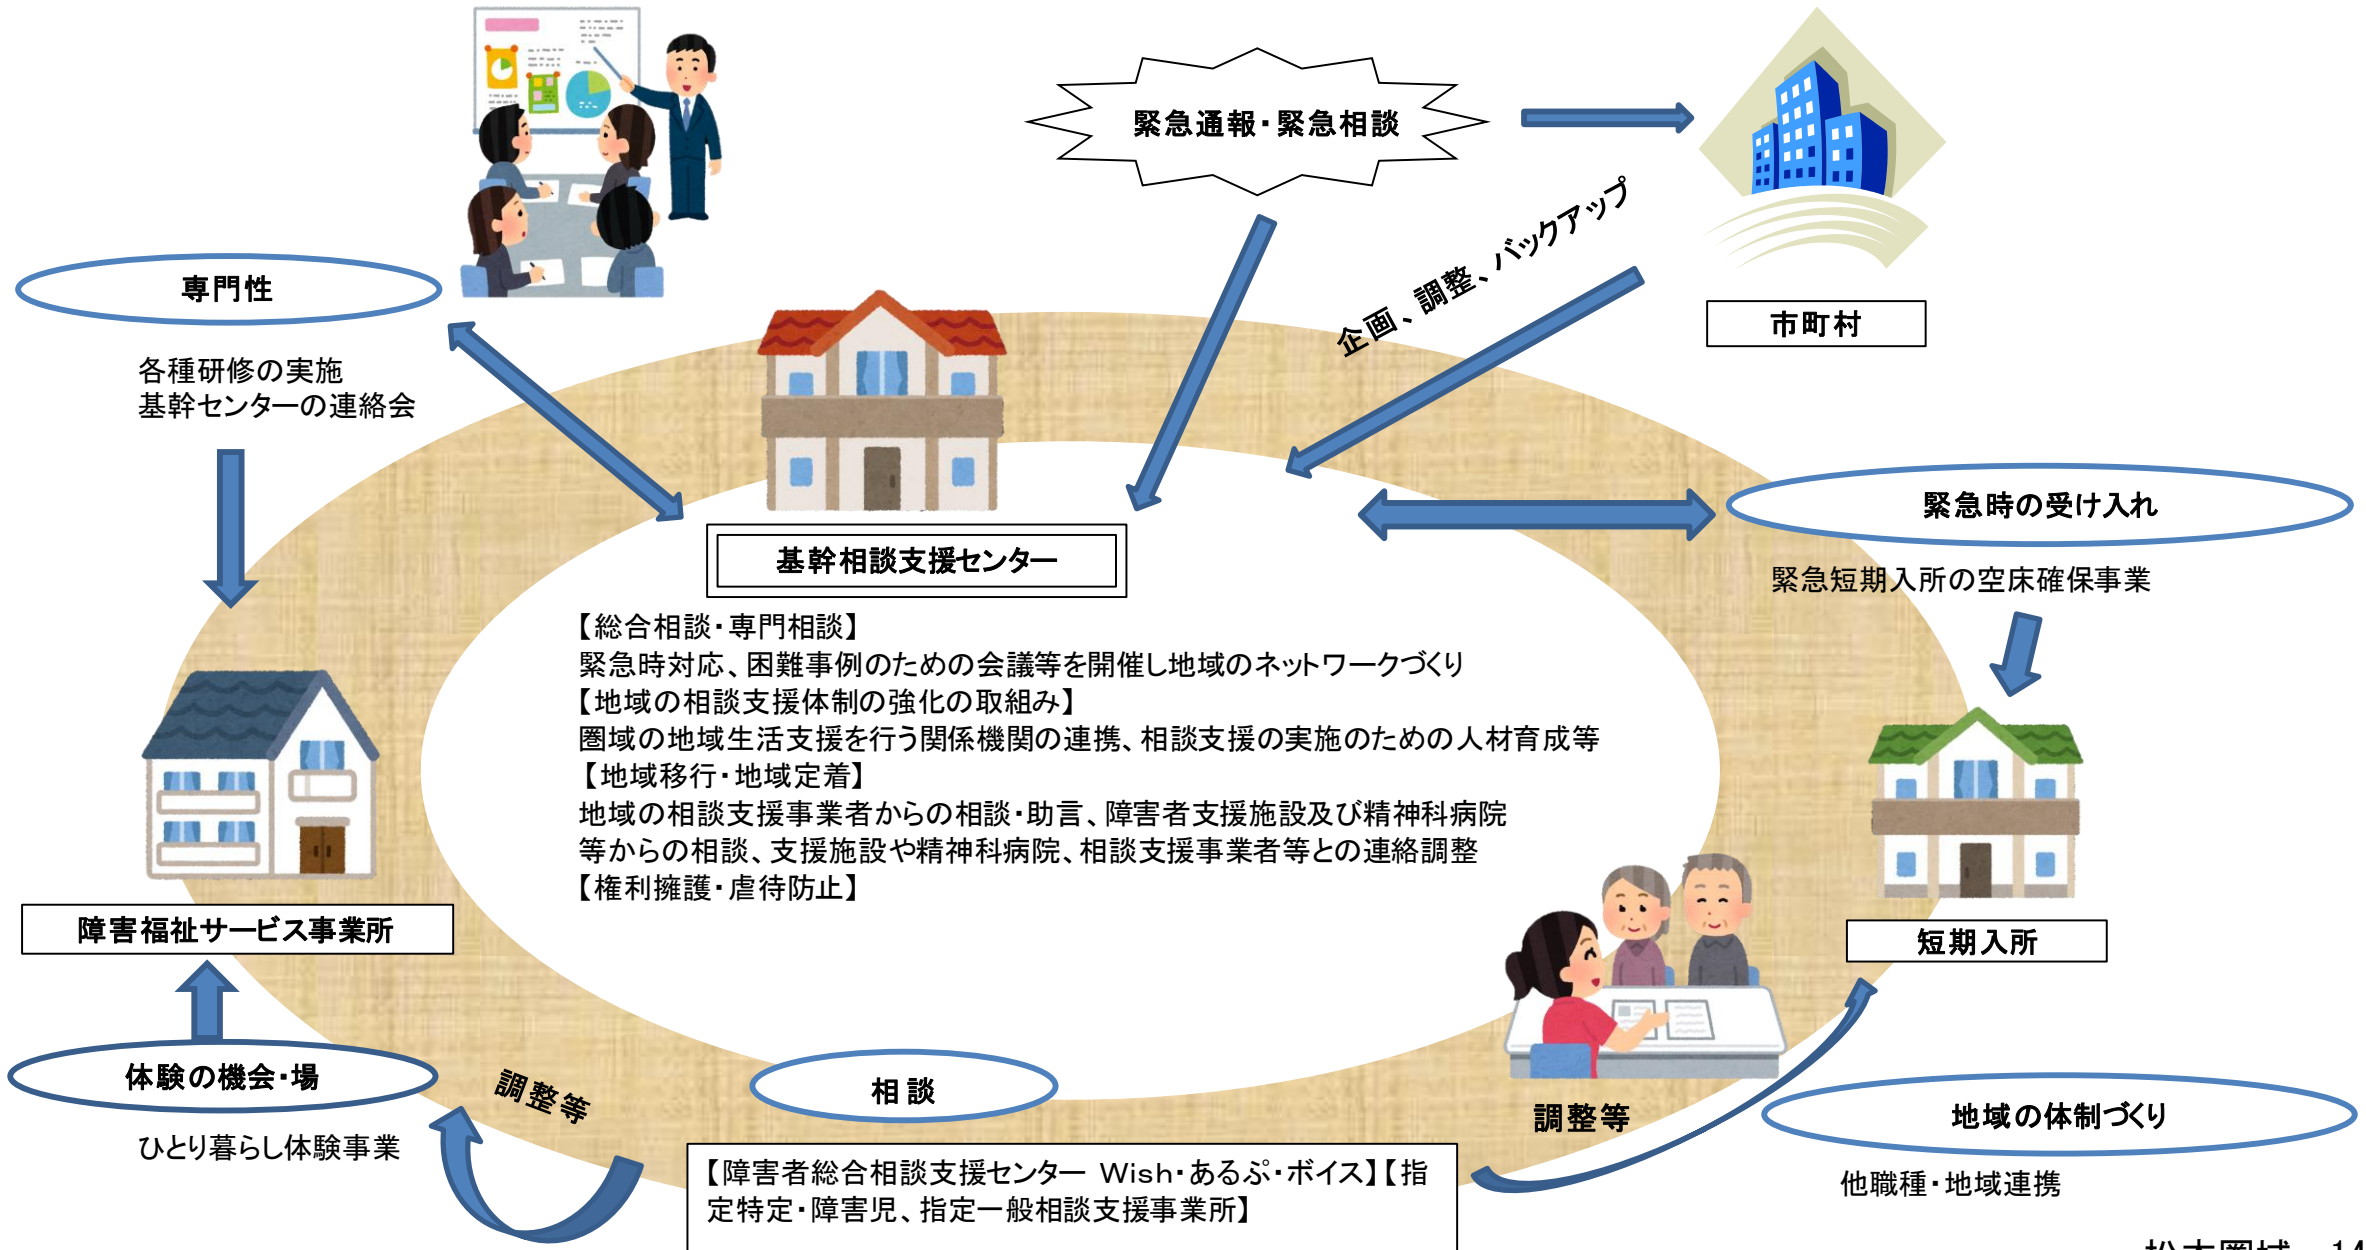 緊急通報・緊急相談
企画、調整、バックアップ
市町村
専門性
各種研修の実施
基幹センターの連絡会
緊急時の受け入れ
緊急短期入所の空床確保事業
基幹相談支援センター
【総合相談・専門相談】
緊急時対応、困難事例のための会議等を開催し地域のネットワークづくり
【地域の相談支援体制の強化の取組み】
圏域の地域生活支援を行う関係機関の連携、相談支援の実施のための人材育成等
【地域移行・地域定着】
地域の相談支援事業者からの相談・助言、障害者支援施設及び精神科病院
等からの相談、支援施設や精神科病院、相談支援事業者等との連絡調整
【権利擁護・虐待防止】
障害福祉サービス事業所
短期入所
体験の機会・場
ひとり暮らし体験事業
調整等
相談
【障害者総合相談支援センター Wish・あるぷ・ボイス】【指
定特定・障害児、指定一般相談支援事業所】
調整等
地域の体制づくり
他職種・地域連携